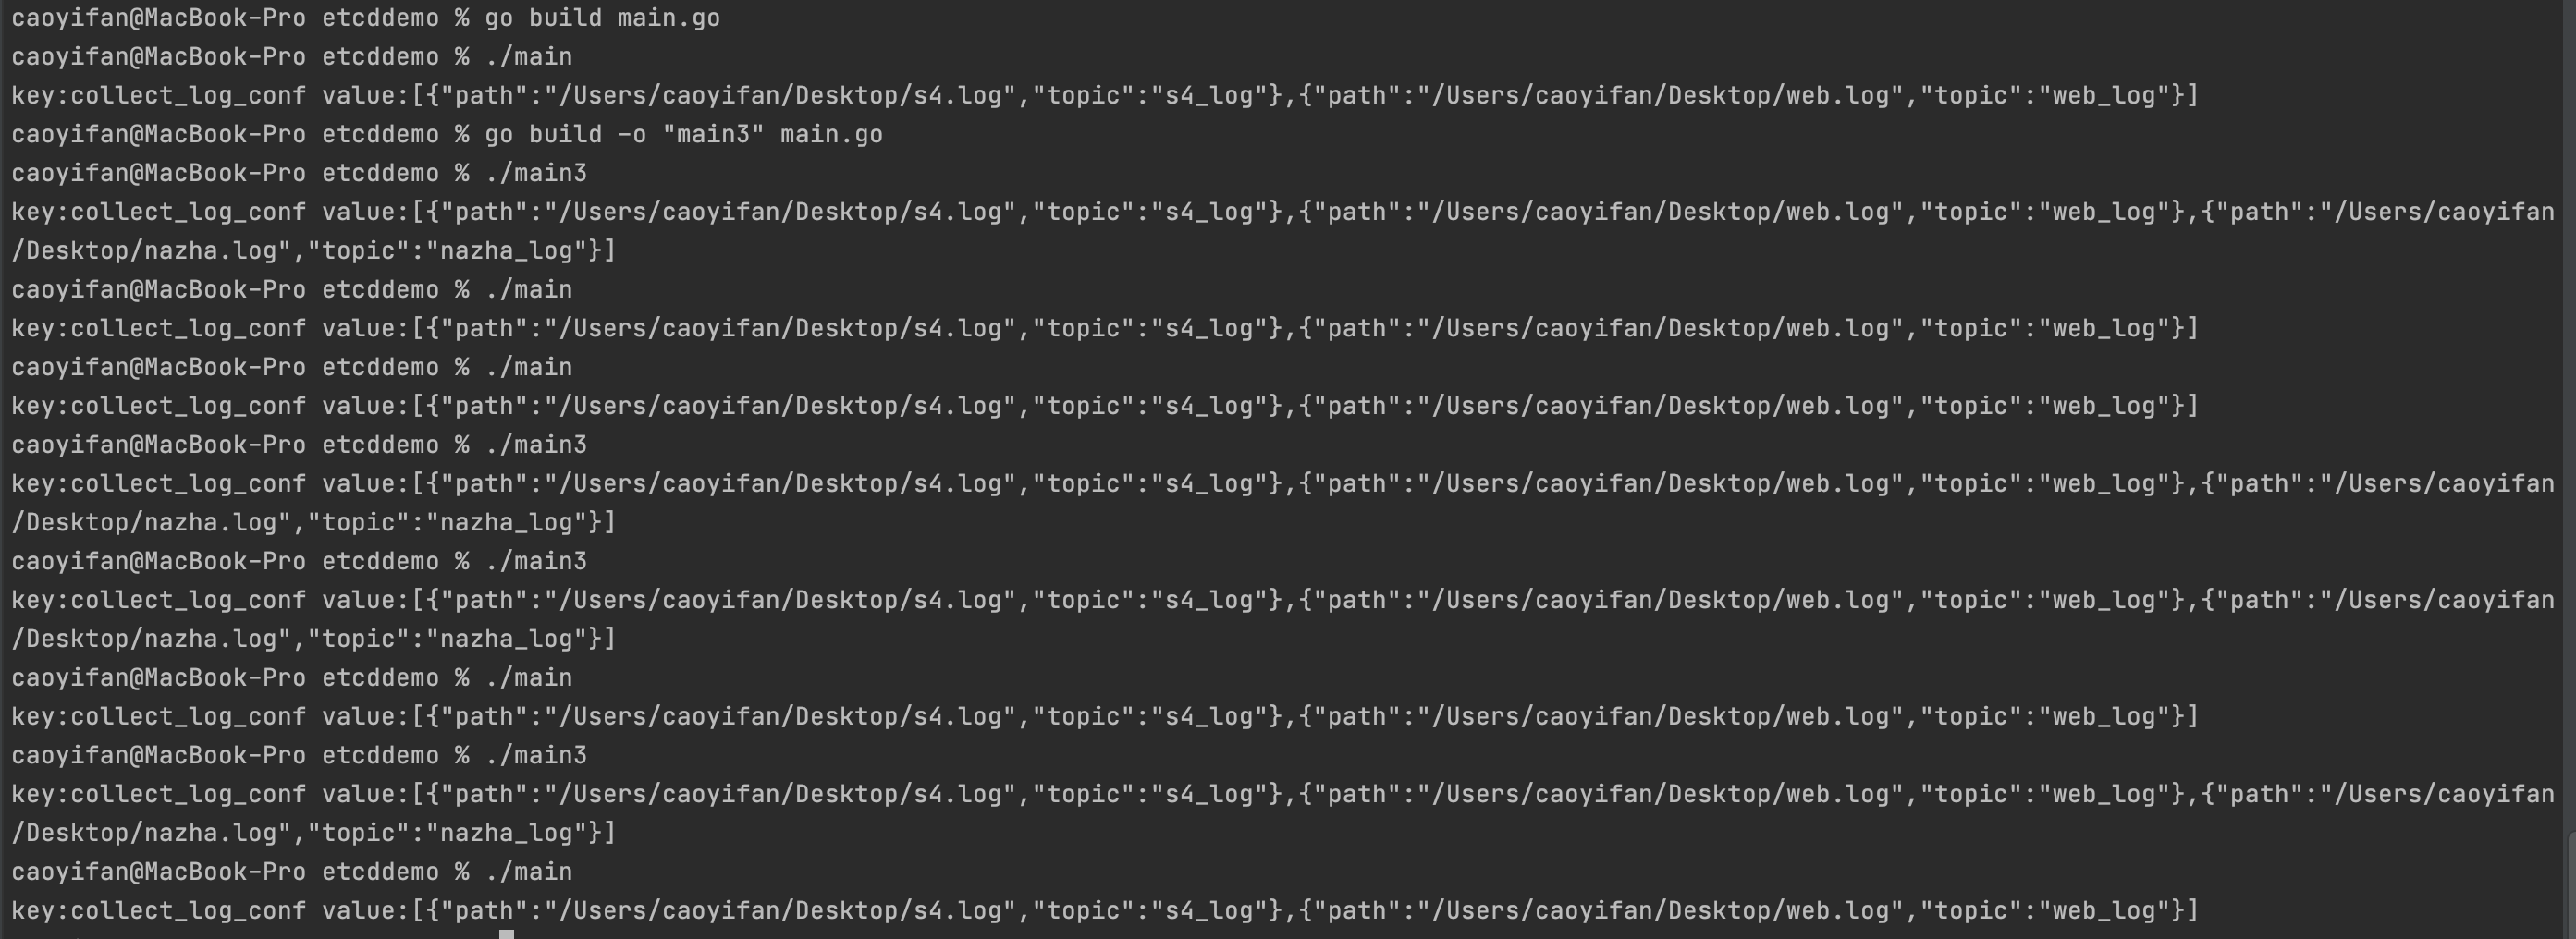 caoyifan@MacBook-Pro etcddemo % go build main.go
caoyifan@MacBook-Pro etcddemo % ./main
key:collect_log_conf value:[{"path":"/Users/caoyifan/Desktop/s4.log","topic":"s4_log"},{"path":"/Users/caoyifan/Desktop/web.log","topic":"web_log"}]
caoyifan@MacBook-Pro etcddemo % go build -o "main3" main.go
caoyifan@MacBook-Pro etcddemo % ./main3
key:collect_log_conf value:[{"path":"/Users/caoyifan/Desktop/s4.log","topic":"s4_log"},{"path":"/Users/caoyifan/Desktop/web.log","topic":"web_log"},{"path":"/Users/caoyifan
/Desktop/nazha.log","topic":"nazha_log"}]
caoyifan@MacBook-Pro etcddemo % ./main
key:collect_log_conf value:[{"path":"/Users/caoyifan/Desktop/s4.log","topic":"s4_log"},{"path":"/Users/caoyifan/Desktop/web.log","topic":"web_log"}]
caoyifan@MacBook-Pro etcddemo % ./main
key:collect_log_conf value:[{"path":"/Users/caoyifan/Desktop/s4.log","topic":"s4_log"},{"path":"/Users/caoyifan/Desktop/web.log","topic":"web_log"}]
caoyifan@MacBook-Pro etcddemo % ./main3
key:collect_log_conf value:[{"path":"/Users/caoyifan/Desktop/s4.log","topic":"s4_log"},{"path":"/Users/caoyifan/Desktop/web.log","topic":"web_log"},{"path":"/Users/caoyifan
/Desktop/nazha.log","topic":"nazha_log"}]
caoyifan@MacBook-Pro etcddemo % ./main3
key:collect_log_conf value:[{"path":"/Users/caoyifan/Desktop/s4.log","topic":"s4_log"},{"path":"/Users/caoyifan/Desktop/web.log","topic":"web_log"},{"path":"/Users/caoyifan
/Desktop/nazha.log","topic":"nazha_log"}]
caoyifan@MacBook-Pro etcddemo % ./main
key:collect_log_conf value:[{"path":"/Users/caoyifan/Desktop/s4.log","topic":"s4_log"},{"path":"/Users/caoyifan/Desktop/web.log","topic":"web_log"}]
caoyifan@MacBook-Pro etcddemo % ./main3
key:collect_log_conf value:[{"path":"/Users/caoyifan/Desktop/s4.log","topic":"s4_log"},{"path":"/Users/caoyifan/Desktop/web.log","topic":"web_log"},{"path":"/Users/caoyifan
/Desktop/nazha.log","topic":"nazha_log"}]
caoyifan@MacBook-Pro etcddemo % ./main
key:collect_log_conf value:[{"path":"/Users/caoyifan/Desktop/s4.log","topic":"s4_log"},{"path":"/Users/caoyifan/Desktop/web.log","topic":"web_log"}]